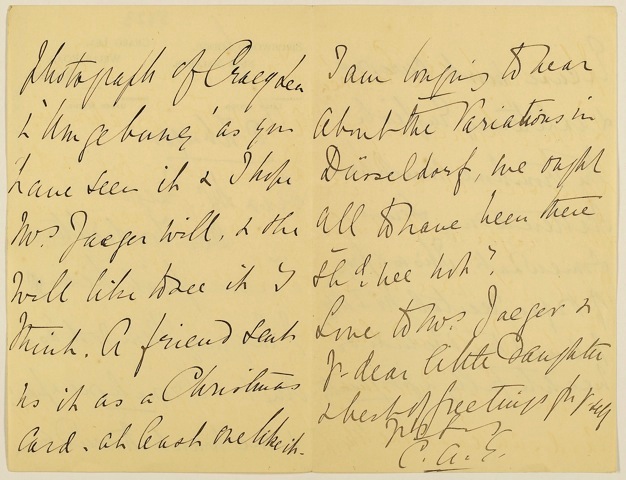 photograph of Craeg Lea
& 'Umgebung' as you
have seen it & I hope
Mrs. Jaeger will, & she
will like to see it I
think. A friend sent
us it as a Christmas
card - at least one like it -
I am longing to hear
about the Variations in
Düsseldorf, we ought
all to have been there
shd. we not?
Love to Mrs. Jaeger &
yr dear little daughter
& best of greetings for
C. A. E.